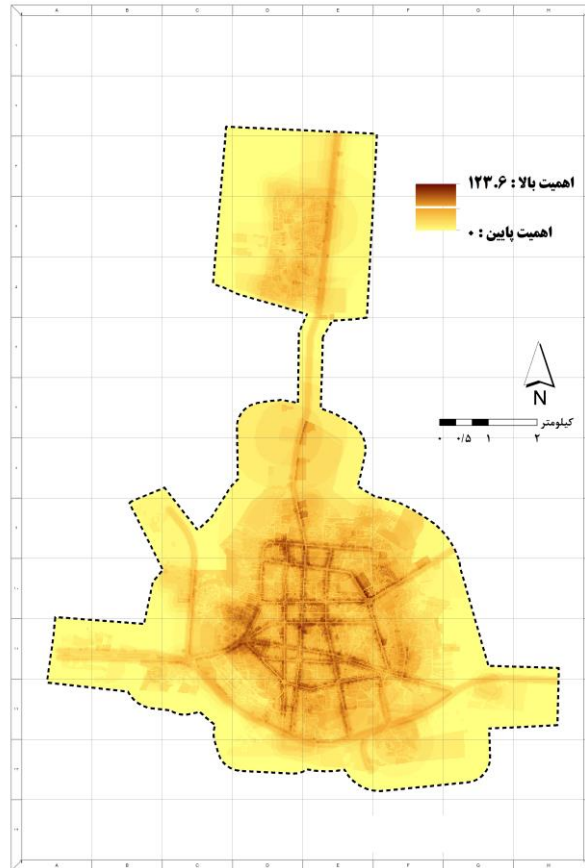 A B C D E F G H
اهمیت بالا : ۱۲۳.۶
اهمیت پایین : ۰
N
کیلومتر
۰ ۰/۵ ۱ ۲
A B C D E F G H